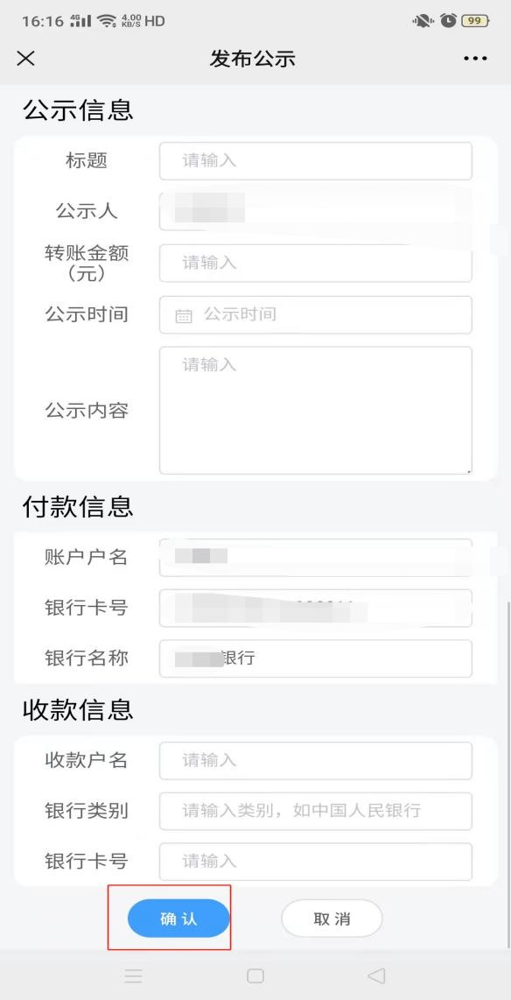 16:16 4G 4.00 KB/S HD 99
发布公示
公示信息
标题 请输入
公示人
转账金额
（元） 请输入
公示时间 公示时间
公示内容 请输入
付款信息
账户户名
银行卡号
银行名称 银行
收款信息
收款户名 请输入
银行类别 请输入类别，如中国人民银行
银行卡号 请输入
确认 取消